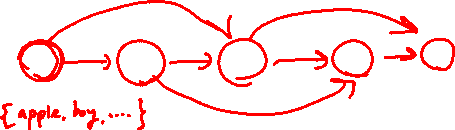 {apple, boy, .... }